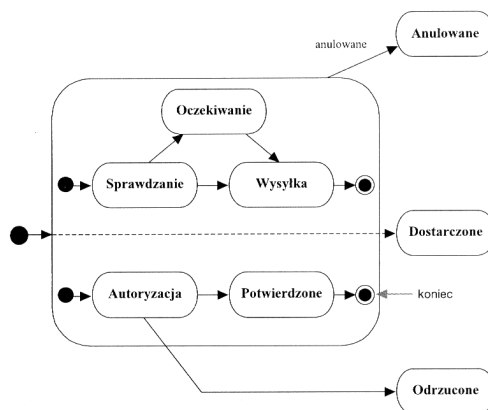 Anulowane
anulowane
Oczekiwanie
Sprawdzanie
Wysyłka
Dostarczone
Autoryzacja
Potwierdzone
koniec
Odrzucone